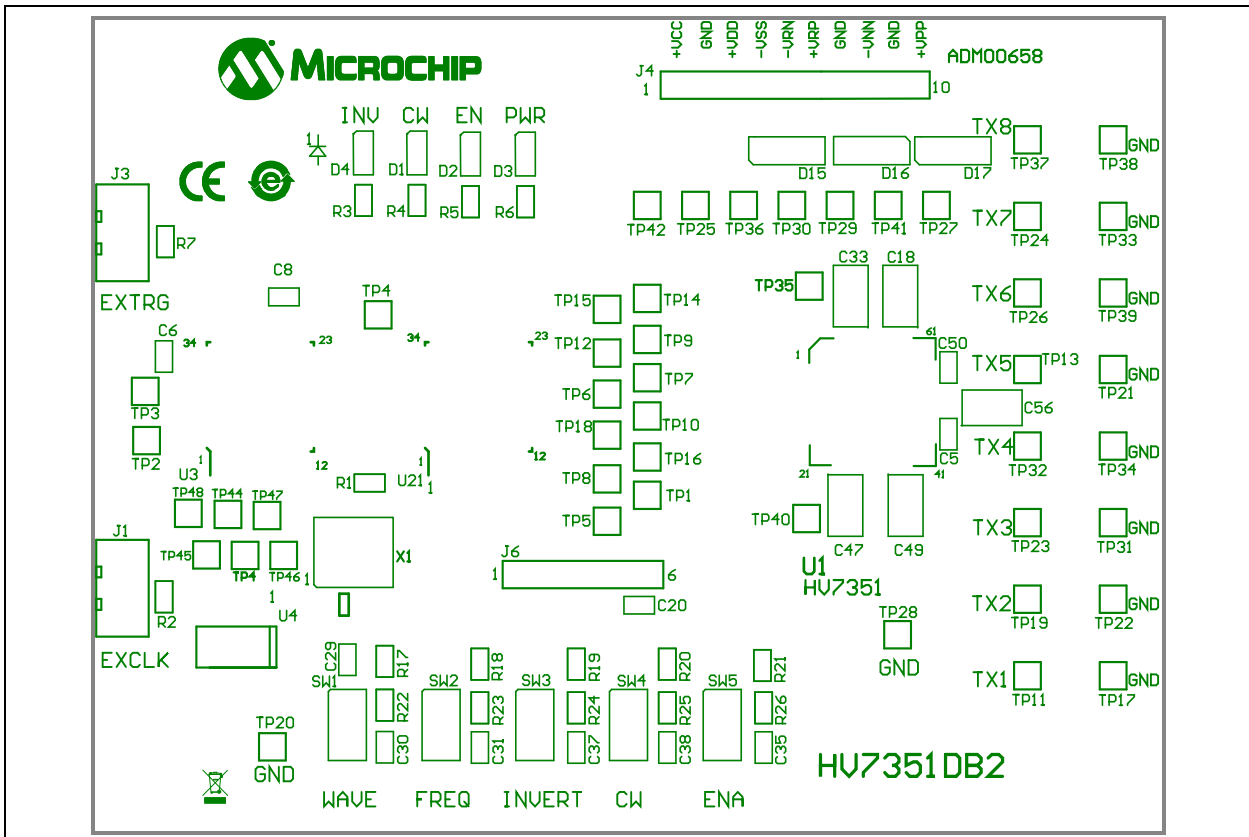 +VCC GND +VDD -VSS -VRN +VRP GND -VNN GND +VPP
ADM00658
MICROCHIP
J4
1 10
INV CW EN PWR
1
D4 D1 D2 D3
R3 R4 R5 R6
CE
e
J3
R7
EXTRG
D15 D16 D17
TP42 TP25 TP36 TP30 TP29 TP41 TP27
TX8 TP37 TP38 GND
TX7 TP24 TP33 GND
TX6 TP26 TP39 GND
TX5 TP13 TP21 GND
TX4 TP32 TP34 GND
TX3 TP23 TP31 GND
TX2 TP19 TP22 GND
TX1 TP11 TP17 GND
C8
TP4
C6
34 23 34 23
TP3
TP2
1 12 1 12
U3
R1 U21
1
TP15 TP14
TP12 TP9
TP6 TP7
TP18 TP10
TP8 TP16
TP5 TP1
TP35 C33 C18
1 61
C50
C56
C5
21 41
TP40
C47 C49
U1
HV7351
TP48 TP44 TP47
TP45 TP4 TP46
J1
R2
EXCLK
X1
1
1
U4
J6
1 6
C20
TP28
GND
C29 R17 R18 R19 R20 R21
SW1 SW2 SW3 SW4 SW5
R22 R23 R24 R25 R26
C30 C31 C37 C38 C35
TP20
GND
WAVE FREQ INVERT CW ENA
HV7351DB2